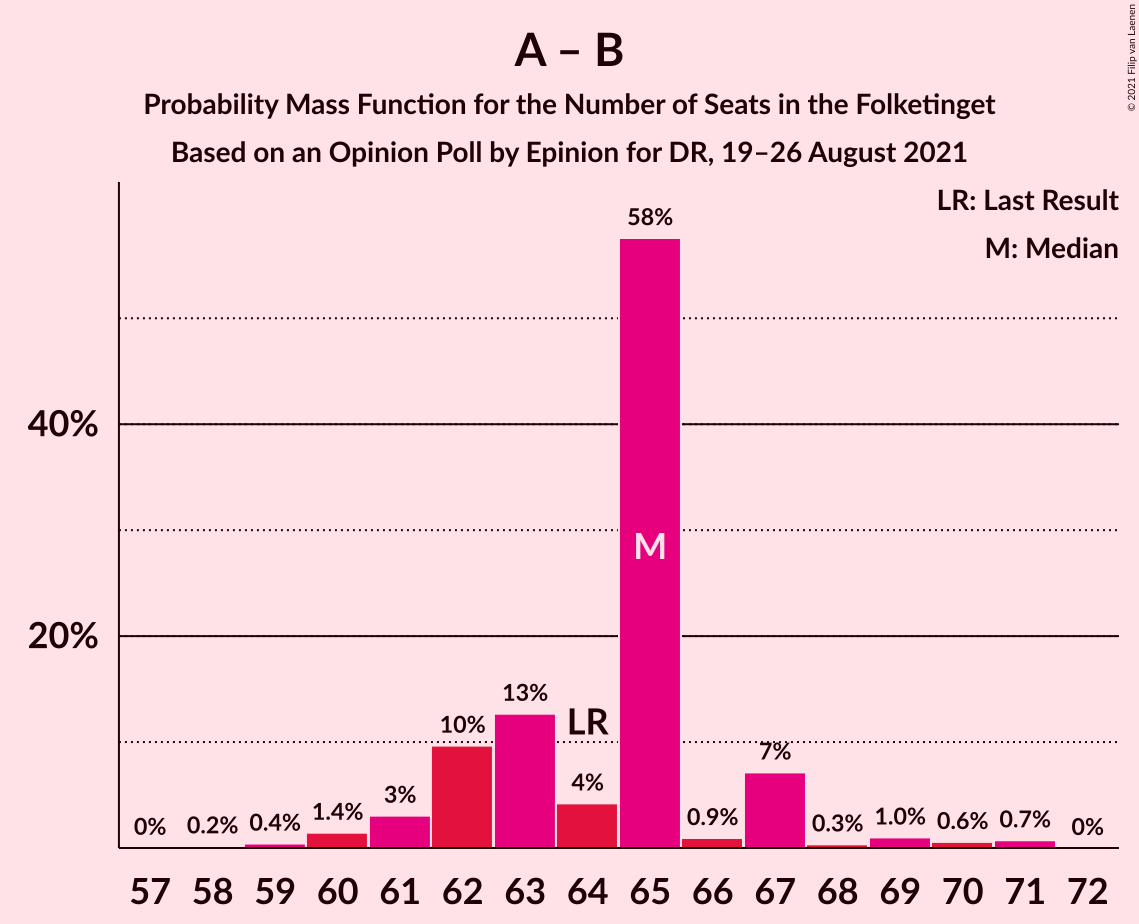 A – B
Probability Mass Function for the Number of Seats in the Folketinget
Based on an Opinion Poll by Epinion for DR, 19–26 August 2021
© 2021 Filip van Laenen
LR: Last Result
M: Median
58%
40%
M
20%
13%
LR
10%
7%
4%
3%
1.4%
0% 0.2% 0.4% 0.9% 0.3% 1.0% 0.6% 0.7% 0%
57 58 59 60 61 62 63 64 65 66 67 68 69 70 71 72